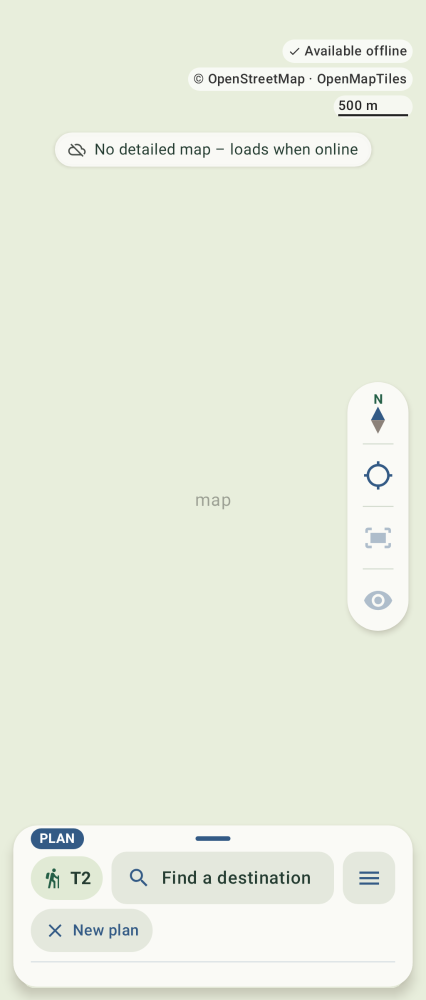 Available offline
© OpenStreetMap · OpenMapTiles
500 m
No detailed map – loads when online
N
map
PLAN
T2
Find a destination
New plan